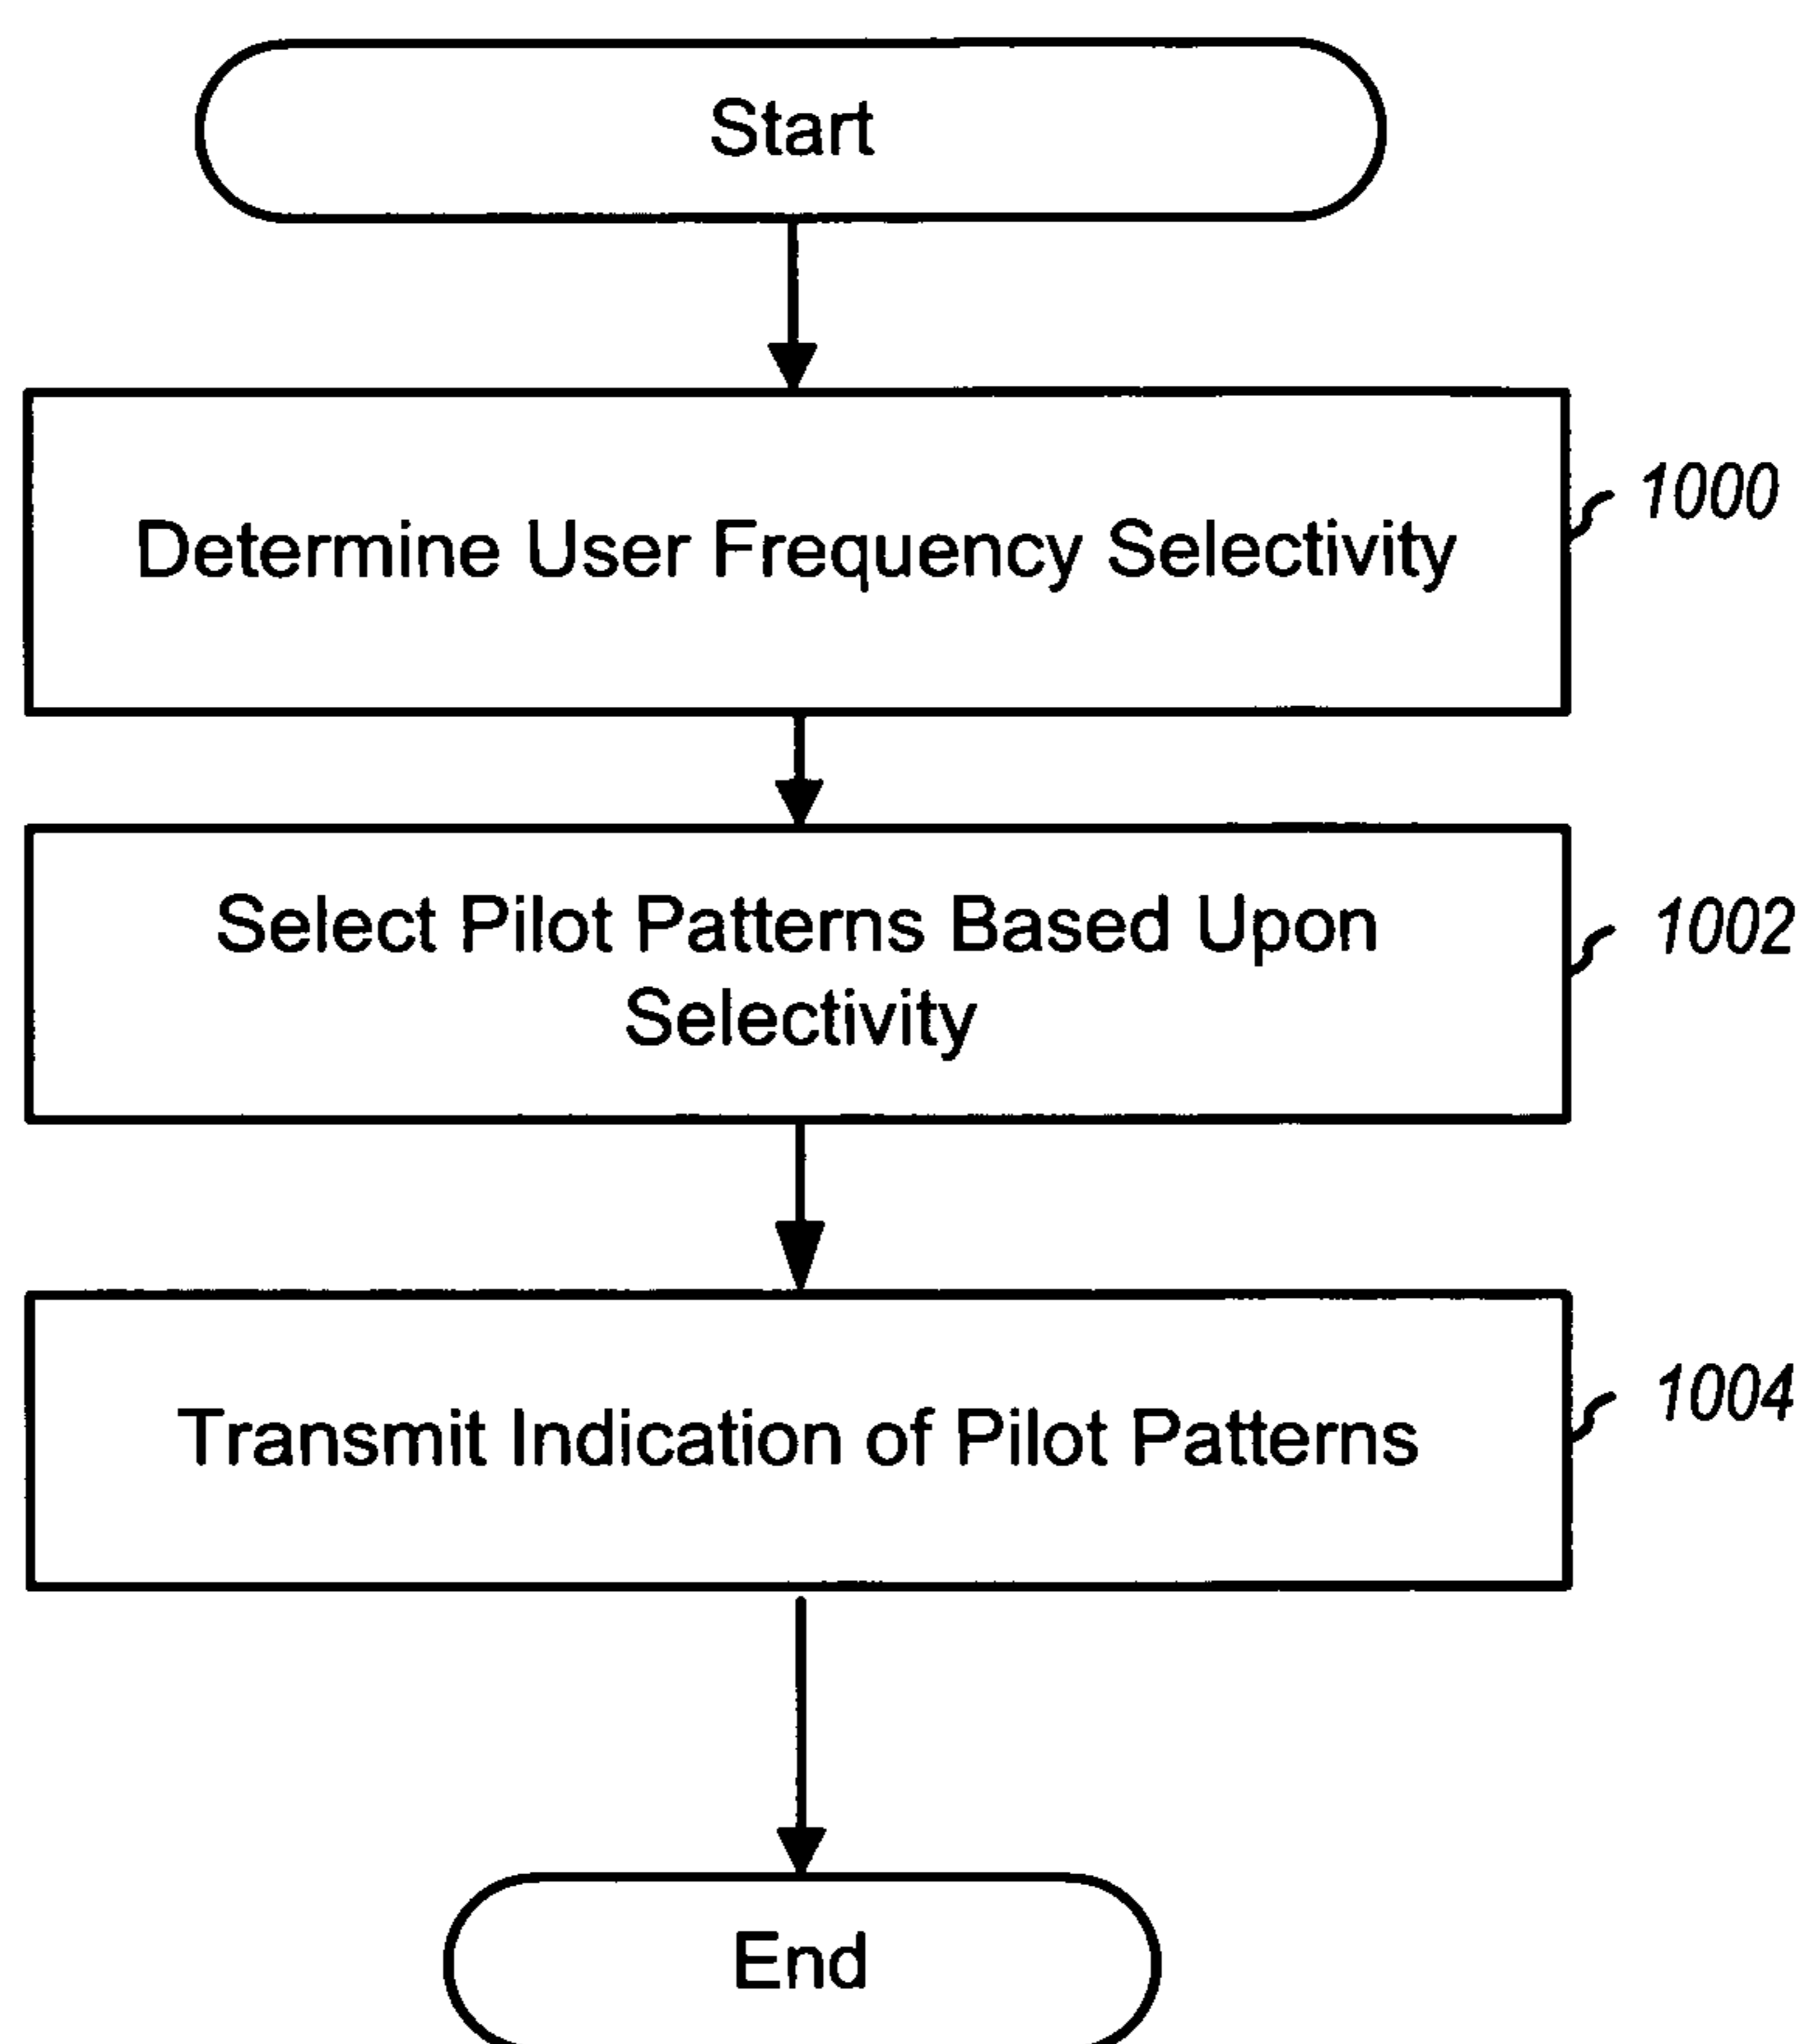 Start
Determine User Frequency Selectivity
1000
Select Pilot Patterns Based Upon
Selectivity
1002
Transmit Indication of Pilot Patterns
1004
End